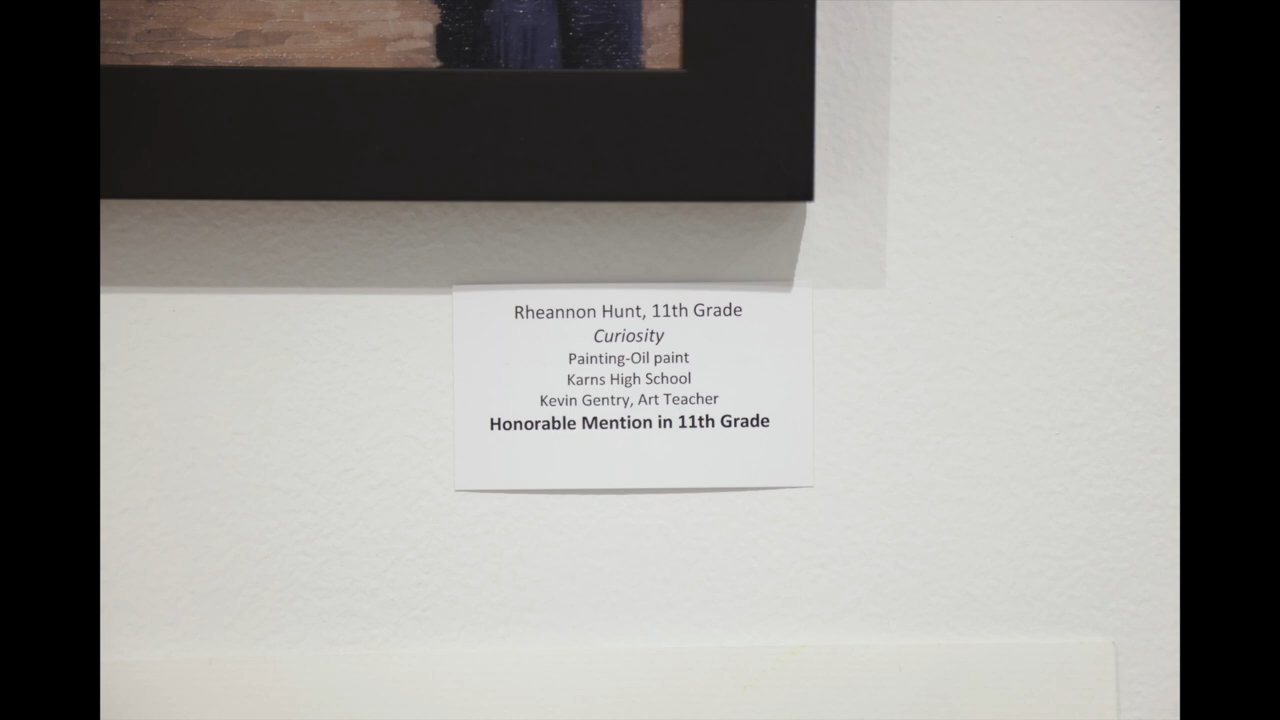 Rheannon Hunt, 11th Grade
Curiosity
Painting-Oil paint
Karns High School
Kevin Gentry, Art Teacher
Honorable Mention in 11th Grade